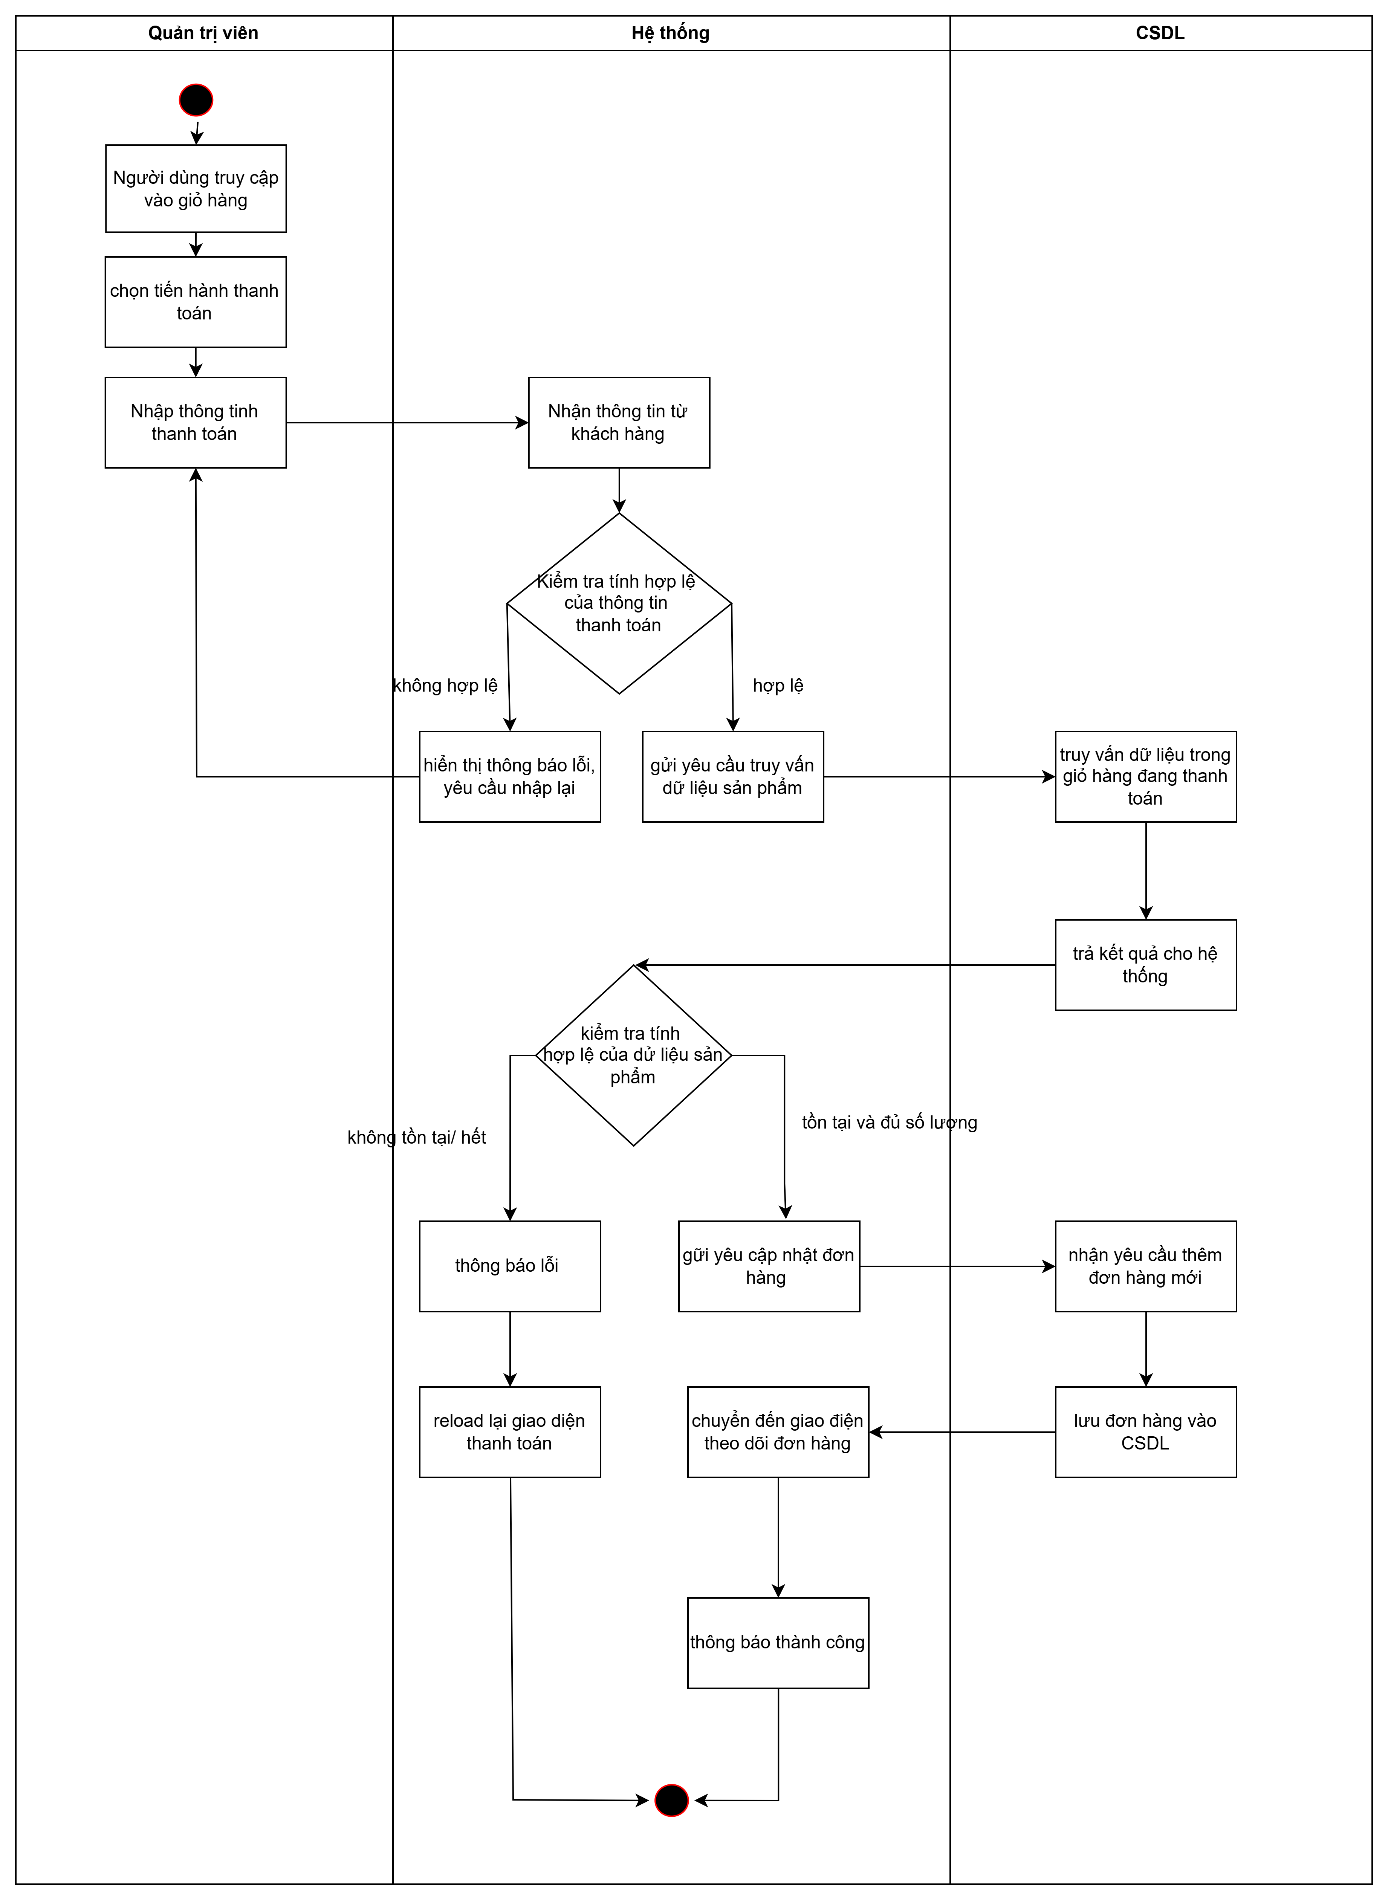 Quản trị viên
Hệ thống
CSDL
Người dùng truy cập
vào giỏ hàng
chọn tiến hành thanh
toán
Nhập thông tinh
thanh toán
Nhận thông tin từ
khách hàng
Kiểm tra tính hợp lệ
của thông tin
thanh toán
không hợp lệ
hợp lệ
hiển thị thông báo lỗi,
yêu cầu nhập lại
gửi yêu cầu truy vấn
dữ liệu sản phẩm
truy vấn dữ liệu trong
giỏ hàng đang thanh
toán
trả kết quả cho hệ
thống
kiểm tra tính
hợp lệ của dử liệu sản
phẩm
không tồn tại/ hết
tồn tại và đủ số lượng
thông báo lỗi
gữi yêu cập nhật đơn
hàng
nhận yêu cầu thêm
đơn hàng mới
reload lại giao diện
thanh toán
chuyển đến giao điện
theo dõi đơn hàng
lưu đơn hàng vào
CSDL
thông báo thành công